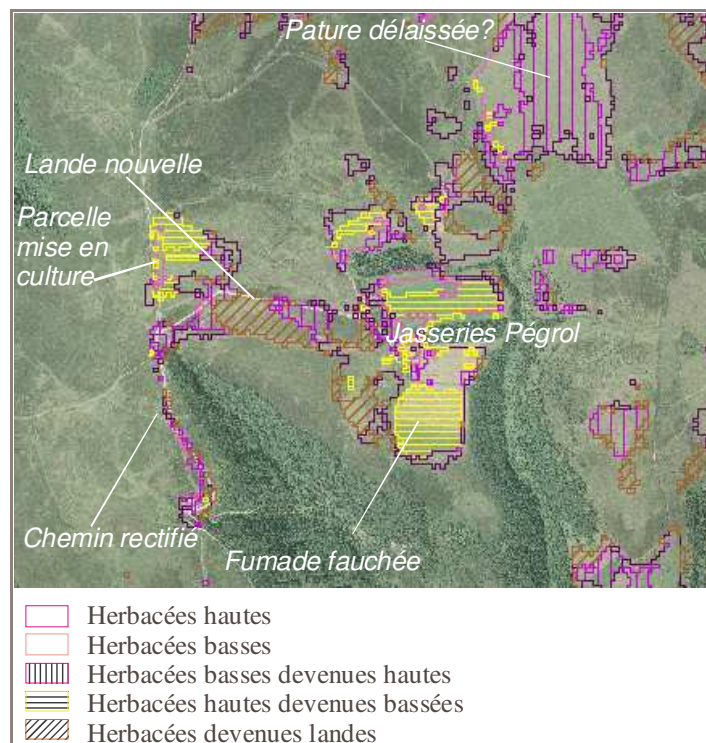 Pature délaissée?
Lande nouvelle
Parcelle
mise en
culture
Jasseries Pégrol
Chemin rectifié
Fumade fauchée
Herbacées hautes
Herbacées basses
Herbacées basses devenues hautes
Herbacées hautes devenues bassées
Herbacées devenues landes